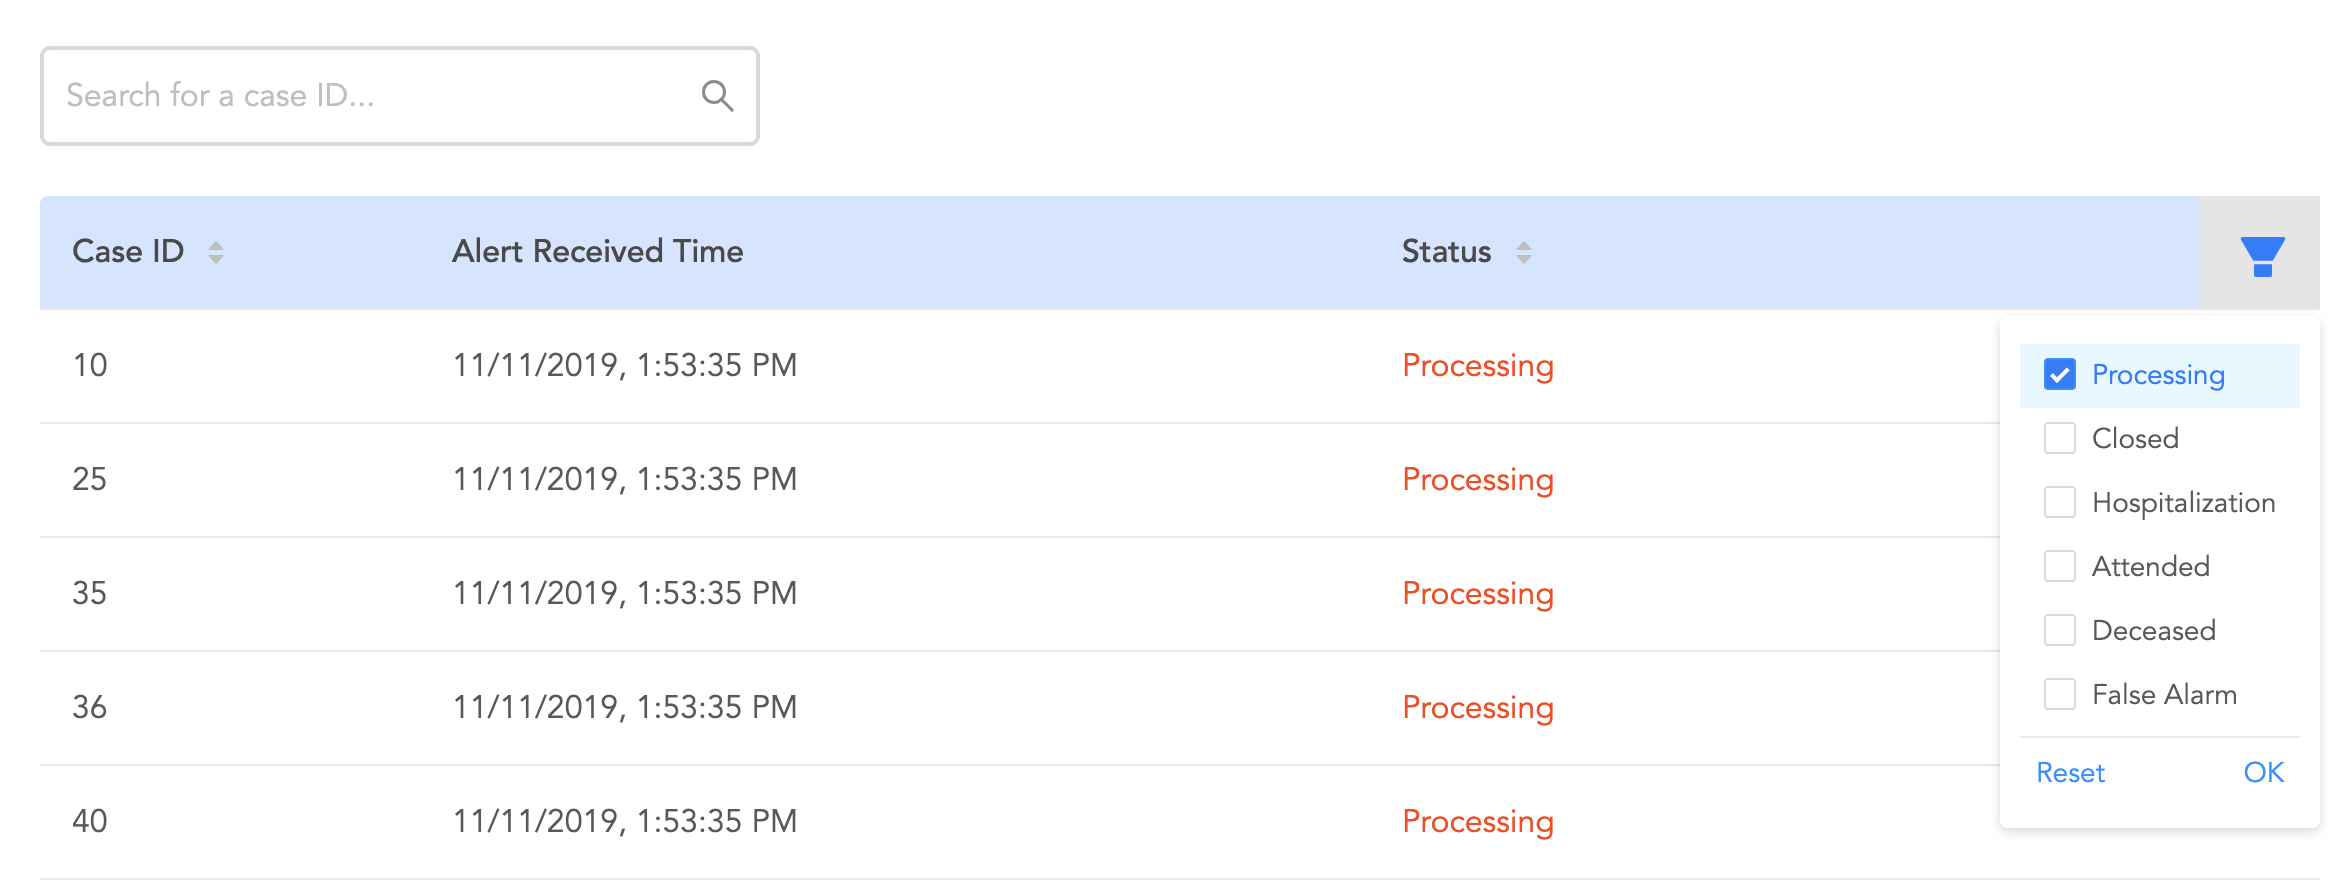 Search for a case ID...
Case ID Alert Received Time Status
10 11/11/2019, 1:53:35 PM Processing
25 11/11/2019, 1:53:35 PM Processing
35 11/11/2019, 1:53:35 PM Processing
36 11/11/2019, 1:53:35 PM Processing
40 11/11/2019, 1:53:35 PM Processing
Processing
Closed
Hospitalization
Attended
Deceased
False Alarm
Reset OK